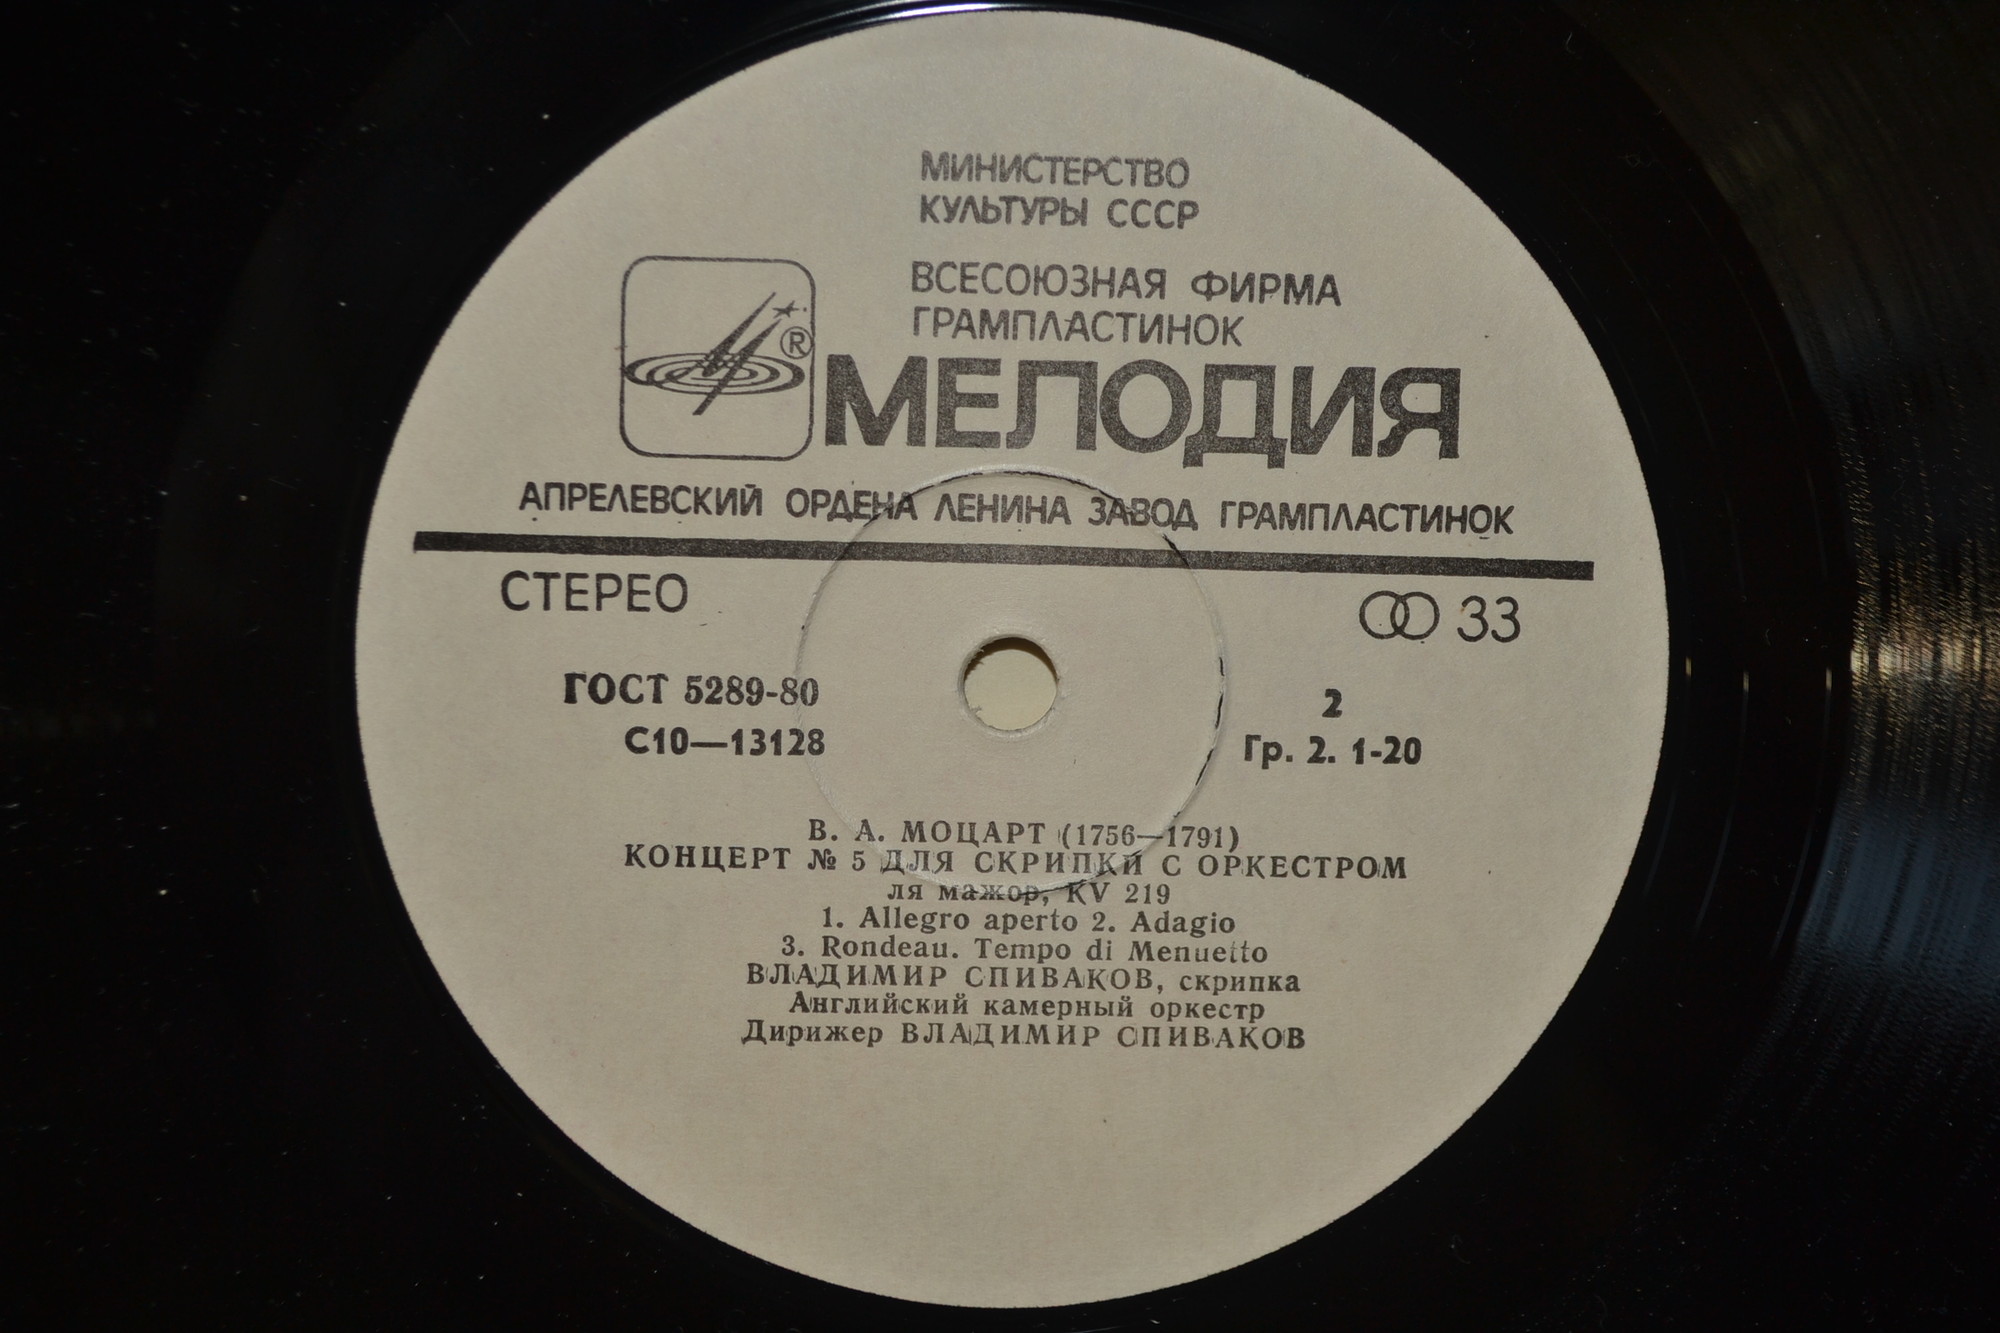 МИНИСТЕРСТВО
КУЛЬТУРЫ СССР
ВСЕСОЮЗНАЯ ФИРМА
ГРАМПЛАСТИНОК
®
МЕЛОДИЯ
АПРЕЛЕВСКИЙ ОРДЕНА ЛЕНИНА ЗАВОД ГРАМПЛАСТИНОК
СТЕРЕО
33
ГОСТ 5289-80
2
С10—13128
Гр. 2. 1-20
В. А. МОЦАРТ (1756—1791)
КОНЦЕРТ № 5 ДЛЯ СКРИПКИ С ОРКЕСТРОМ
ля мажор, KV 219
1. Allegro aperto 2. Adagio
3. Rondeau. Tempo di Menuetto
ВЛАДИМИР СПИВАКОВ, скрипка
Английский камерный оркестр
Дирижер ВЛАДИМИР СПИВАКОВ